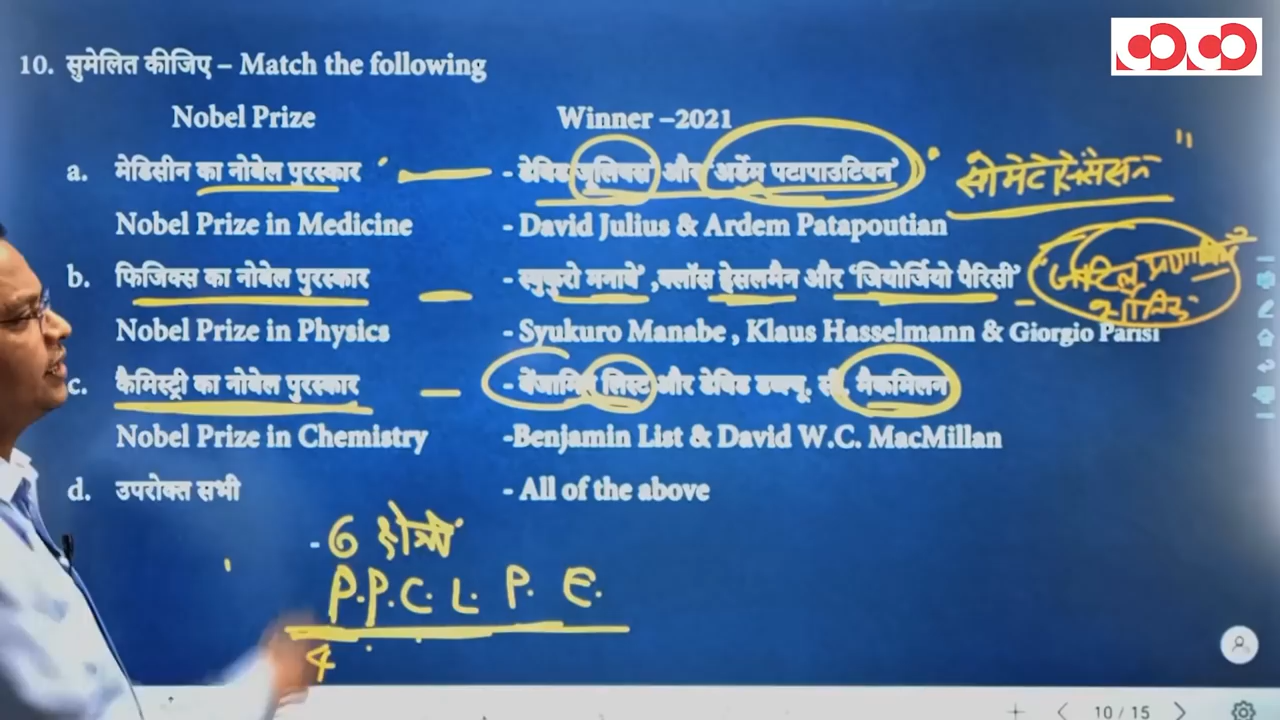 10. सुमेलित कीजिए – Match the following
Nobel Prize Winner –2021
a. मेडिसीन का नोबेल पुरस्कार - डेविड जूलियस और अर्डेम पटापाउटियन'
Nobel Prize in Medicine - David Julius & Ardem Patapoutian
b. फिजिक्स का नोबेल पुरस्कार - स्युकुरो मनाबे' ,क्लॉस हेसलमैन और 'जियोर्जियो पैरिसी'
Nobel Prize in Physics - Syukuro Manabe , Klaus Hasselmann & Giorgio Parisi
c. कैमिस्ट्री का नोबेल पुरस्कार - बेंजामिन लिस्ट और डेविड डब्ल्यू. सी. मैकमिलन
Nobel Prize in Chemistry -Benjamin List & David W.C. MacMillan
d. उपरोक्त सभी - All of the above
- 6 क्षेत्रों
P.P.C. L. P. E.
4
10 / 15